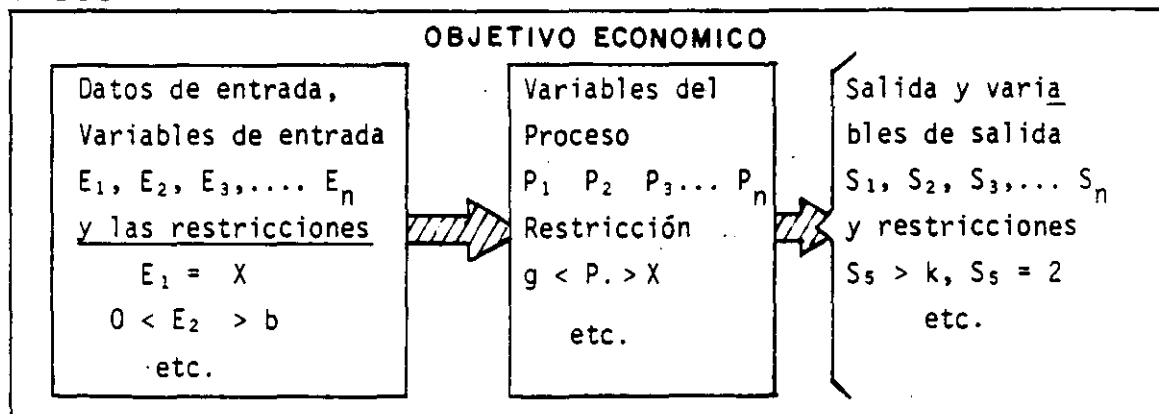 OBJETIVO ECONOMICO
Datos de entrada,
Variables de entrada
E₁, E₂, E₃,.... Eₙ
y las restricciones
E₁ = X
0 < E₂ > b
etc.
Variables del
Proceso
P₁ P₂ P₃... Pₙ
Restricción
g < P. > X
etc.
Salida y varia
bles de salida
S₁, S₂, S₃,... Sₙ
y restricciones
S₅ > k, S₅ = 2
etc.